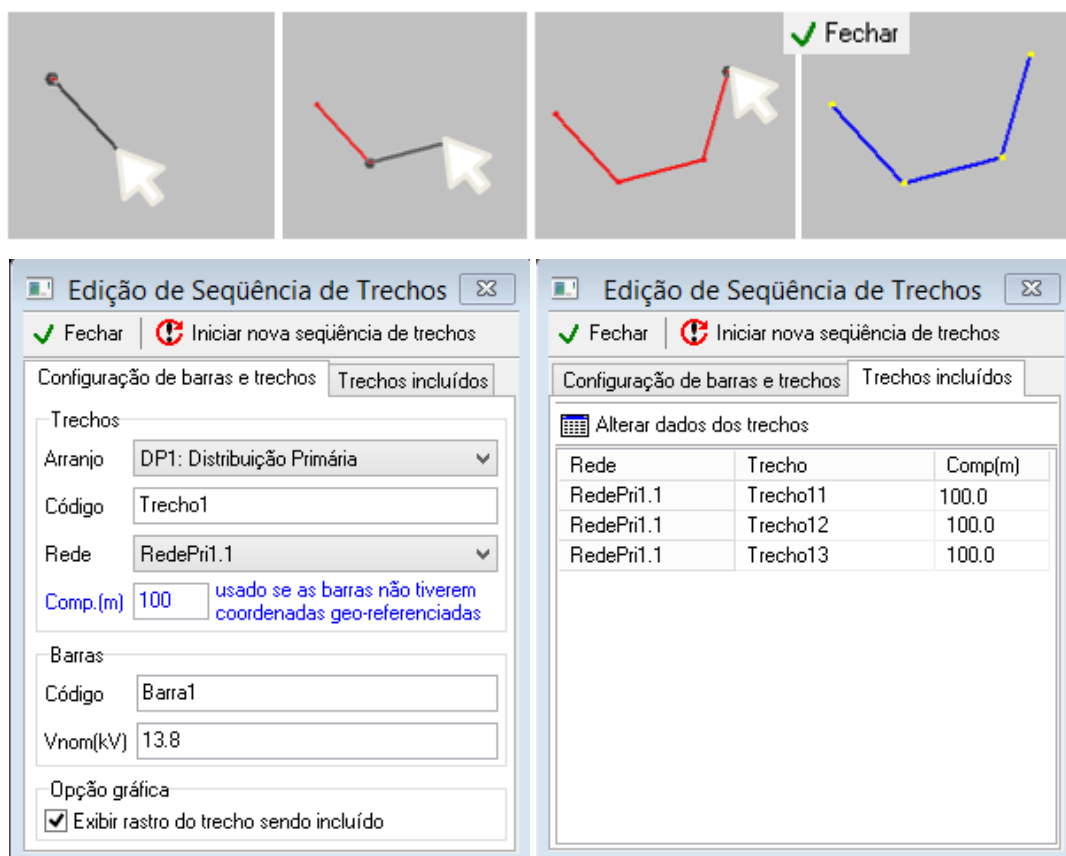 Fechar
Edição de Seqüência de Trechos
Fechar Iniciar nova seqüência de trechos
Configuração de barras e trechos Trechos incluídos
Trechos
Arranjo DP1: Distribuição Primária
Código Trecho1
Rede RedePri1.1
Comp.(m) 100 usado se as barras não tiverem
coordenadas geo-referenciadas
Barras
Código Barra1
Vnom(kV) 13.8
Opção gráfica
Exibir rastro do trecho sendo incluído
Edição de Seqüência de Trechos
Fechar Iniciar nova seqüência de trechos
Configuração de barras e trechos Trechos incluídos
Alterar dados dos trechos
Rede Trecho Comp(m)
RedePri1.1 Trecho11 100.0
RedePri1.1 Trecho12 100.0
RedePri1.1 Trecho13 100.0